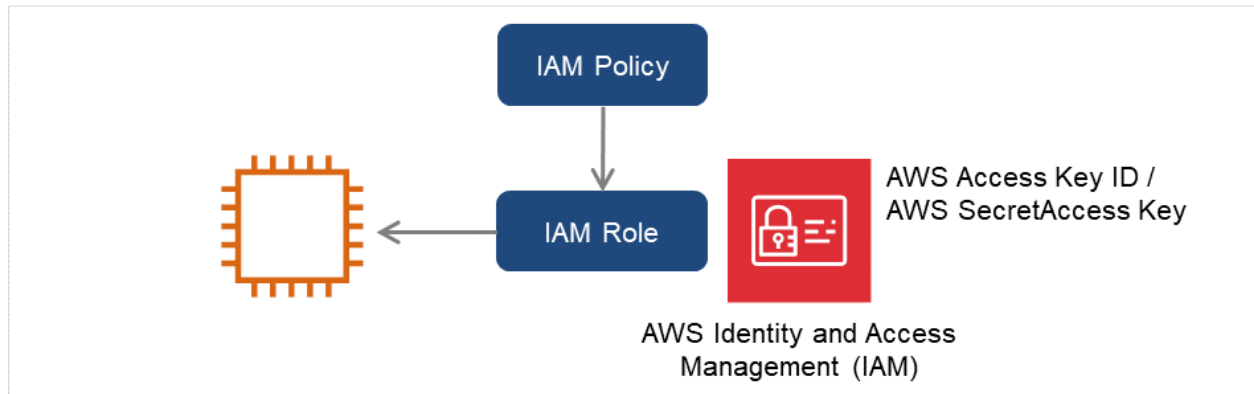 IAM Policy
IAM Role
AWS Access Key ID /
AWS SecretAccess Key
AWS Identity and Access
Management (IAM)